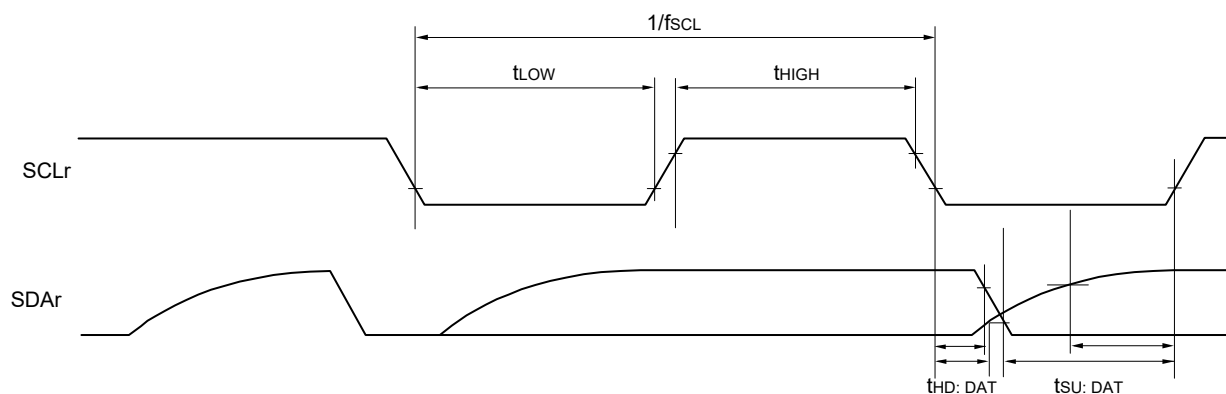 1/fSCL
tLOW
tHIGH
SCLr
SDAr
tHD: DAT
tSU: DAT